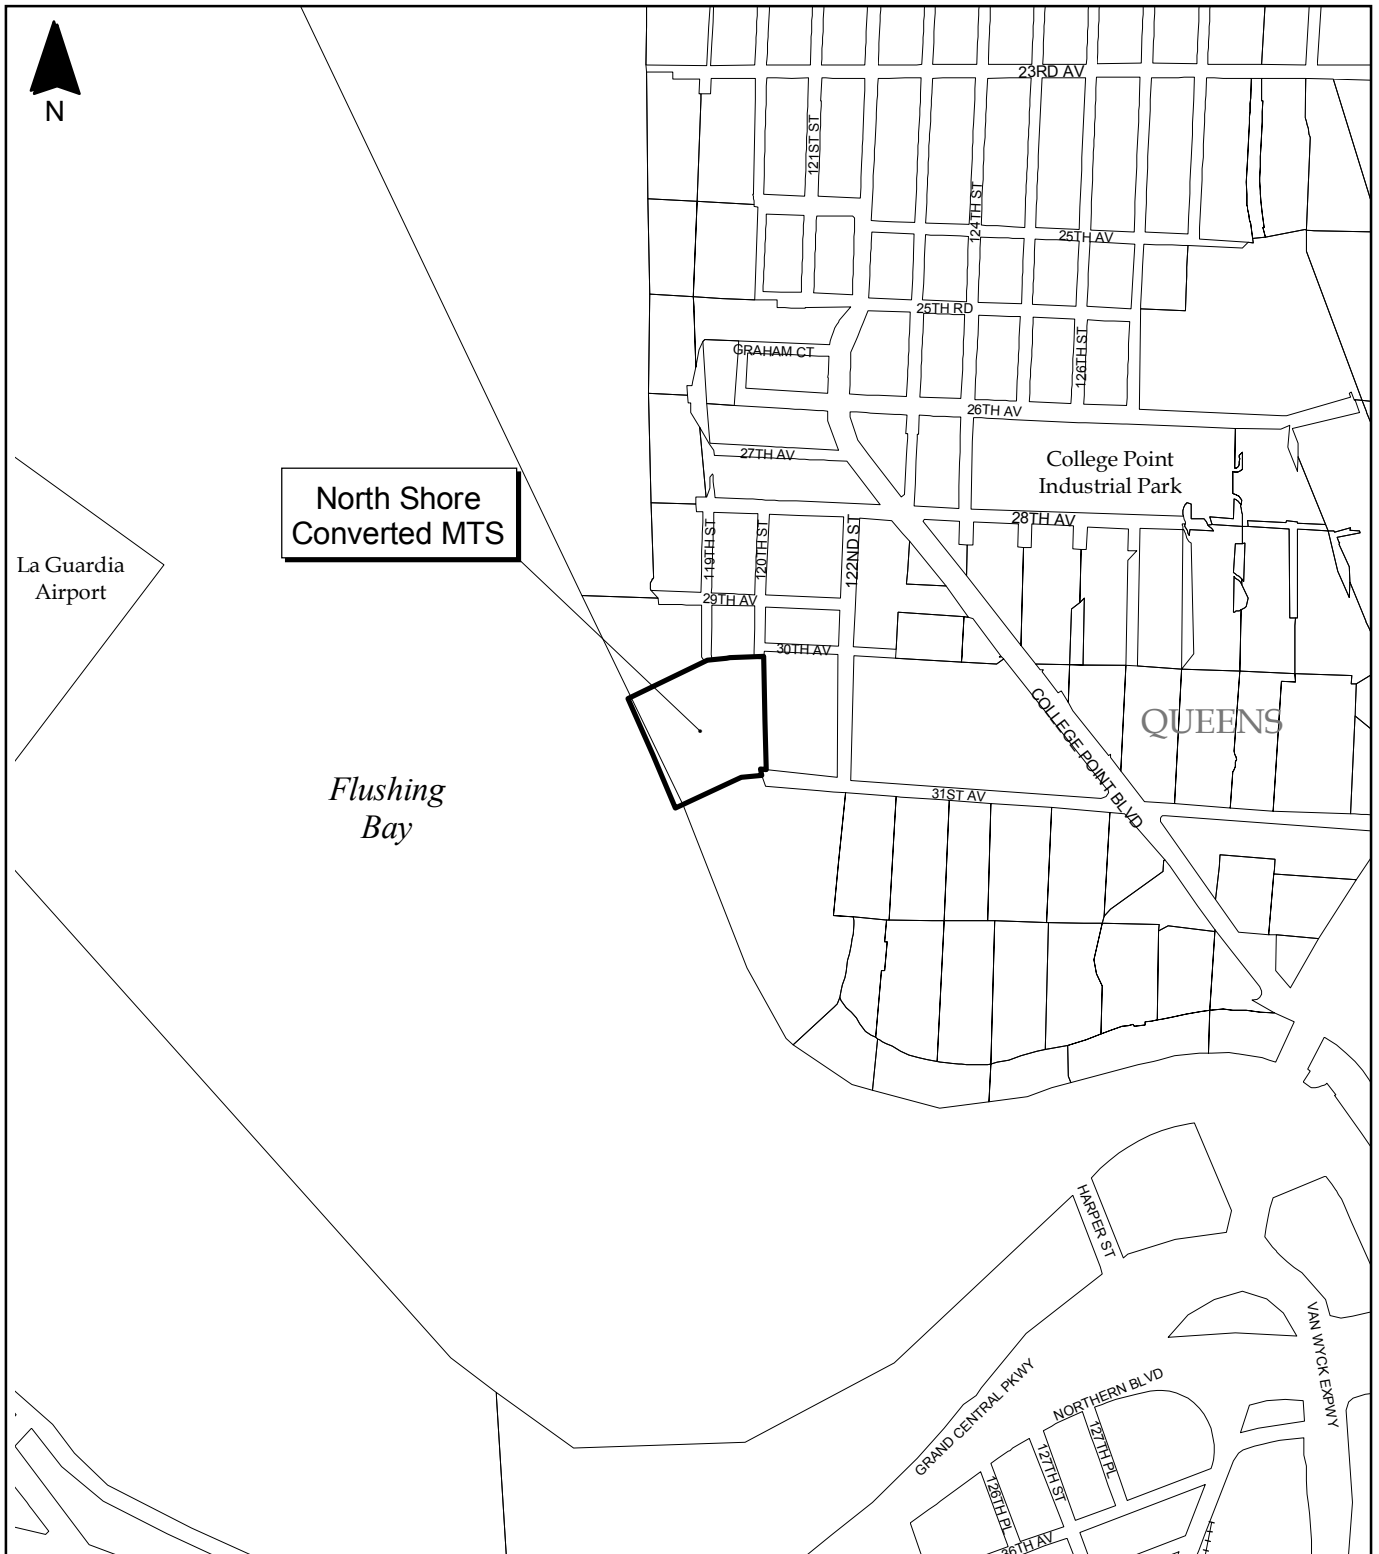 N
23RD AV
121ST ST
124TH ST
25TH AV
25TH RD
GRAHAM CT
126TH ST
26TH AV
27TH AV
College Point
Industrial Park
North Shore
Converted MTS
28TH AV
119TH ST
120TH ST
122ND ST
La Guardia
Airport
29TH AV
30TH AV
COLLEGE POINT BLVD
QUEENS
Flushing
Bay
31ST AV
HARPER ST
VAN WYCK EXPWY
GRAND CENTRAL PKWY
NORTHERN BLVD
127TH PL
127TH ST
126TH PL
36TH AV